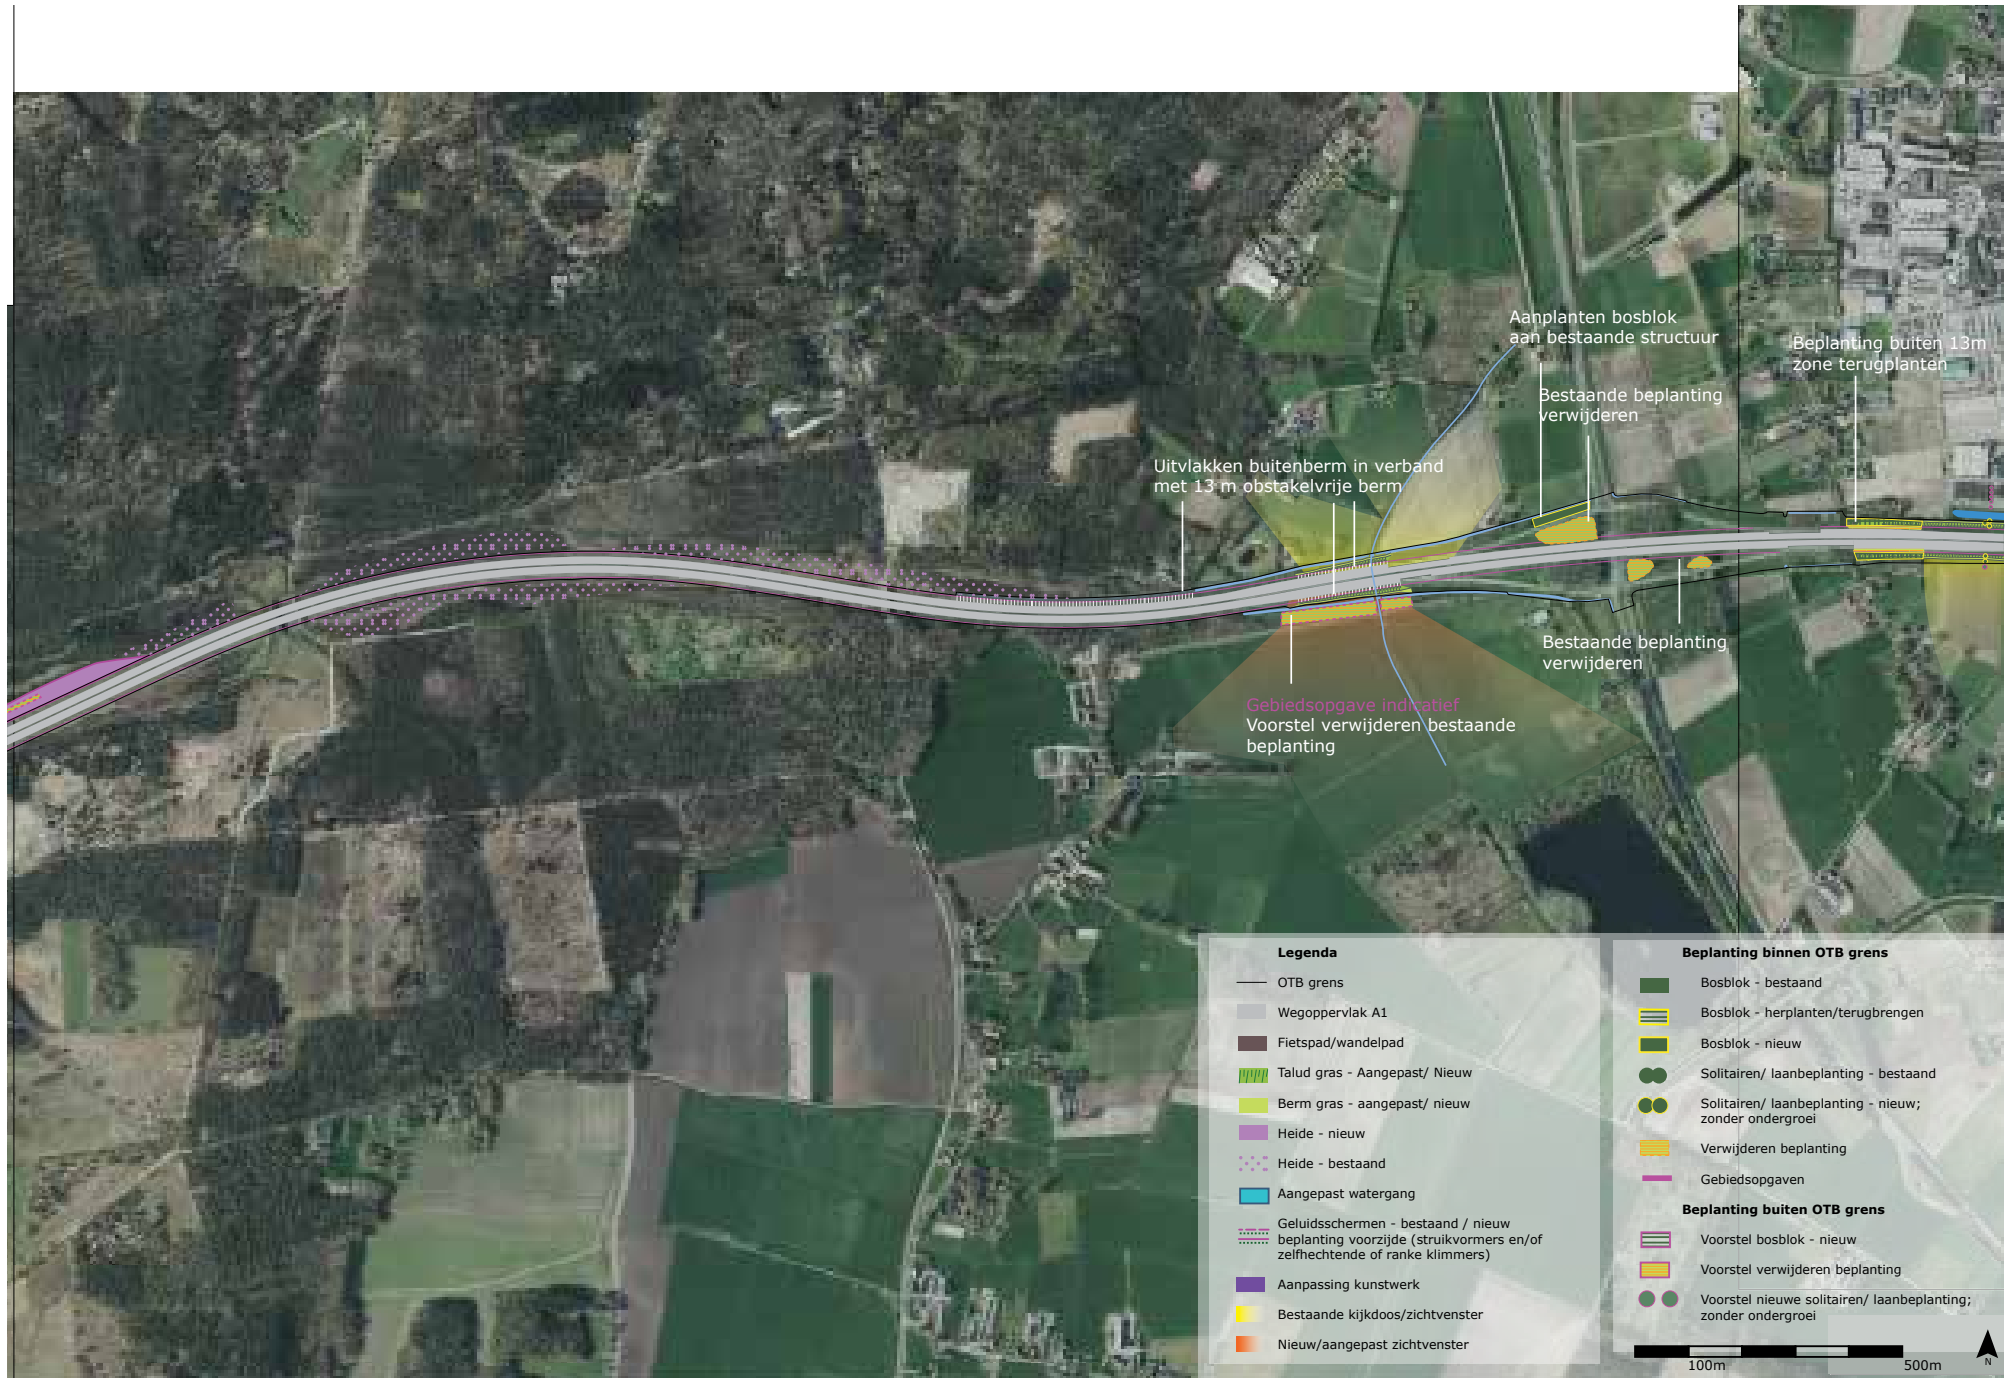 Aanplanten bosblok
aan bestaande structuur
Beplanting buiten 13m
zone terugplanten
Bestaande beplanting
verwijderen
Uitvlakken buitenberm in verband
met 13 m obstakelvrije berm
Bestaande beplanting
verwijderen
Gebiedsopgave indicatief
Voorstel verwijderen bestaande
beplanting
Legenda
OTB grens
Wegoppervlak A1
Fietspad/wandelpad
Talud gras - Aangepast/ Nieuw
Berm gras - aangepast/ nieuw
Heide - nieuw
Heide - bestaand
Aangepast watergang
Geluidsschermen - bestaand / nieuw
beplanting voorzijde (struikvormers en/of
zelfhechtende of ranke klimmers)
Aanpassing kunstwerk
Bestaande kijkdoos/zichtvenster
Nieuw/aangepast zichtvenster
Beplanting binnen OTB grens
Bosblok - bestaand
Bosblok - herplanten/terugbrengen
Bosblok - nieuw
Solitairen/ laanbeplanting - bestaand
Solitairen/ laanbeplanting - nieuw;
zonder ondergroei
Verwijderen beplanting
Gebiedsopgaven
Beplanting buiten OTB grens
Voorstel bosblok - nieuw
Voorstel verwijderen beplanting
Voorstel nieuwe solitairen/ laanbeplanting;
zonder ondergroei
100m 500m
N